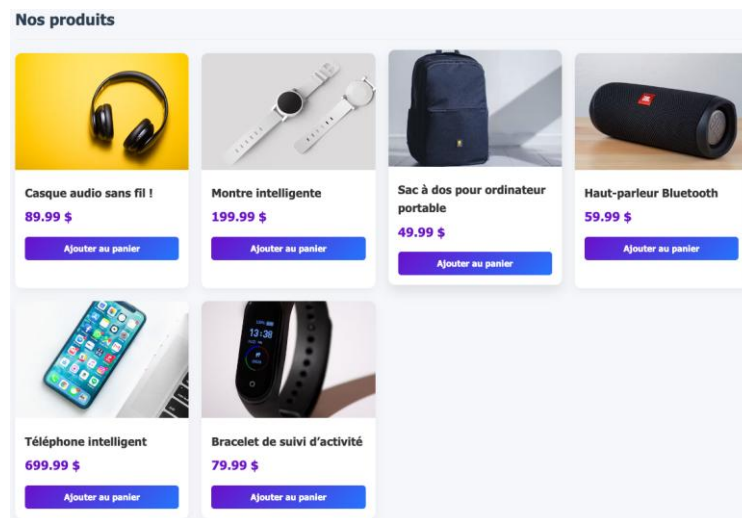 Nos produits
Casque audio sans fil !
89.99 $
Ajouter au panier
Montre intelligente
199.99 $
Ajouter au panier
Sac à dos pour ordinateur
portable
49.99 $
Ajouter au panier
Haut-parleur Bluetooth
59.99 $
Ajouter au panier
Téléphone intelligent
699.99 $
Ajouter au panier
13:38
Bracelet de suivi d’activité
79.99 $
Ajouter au panier